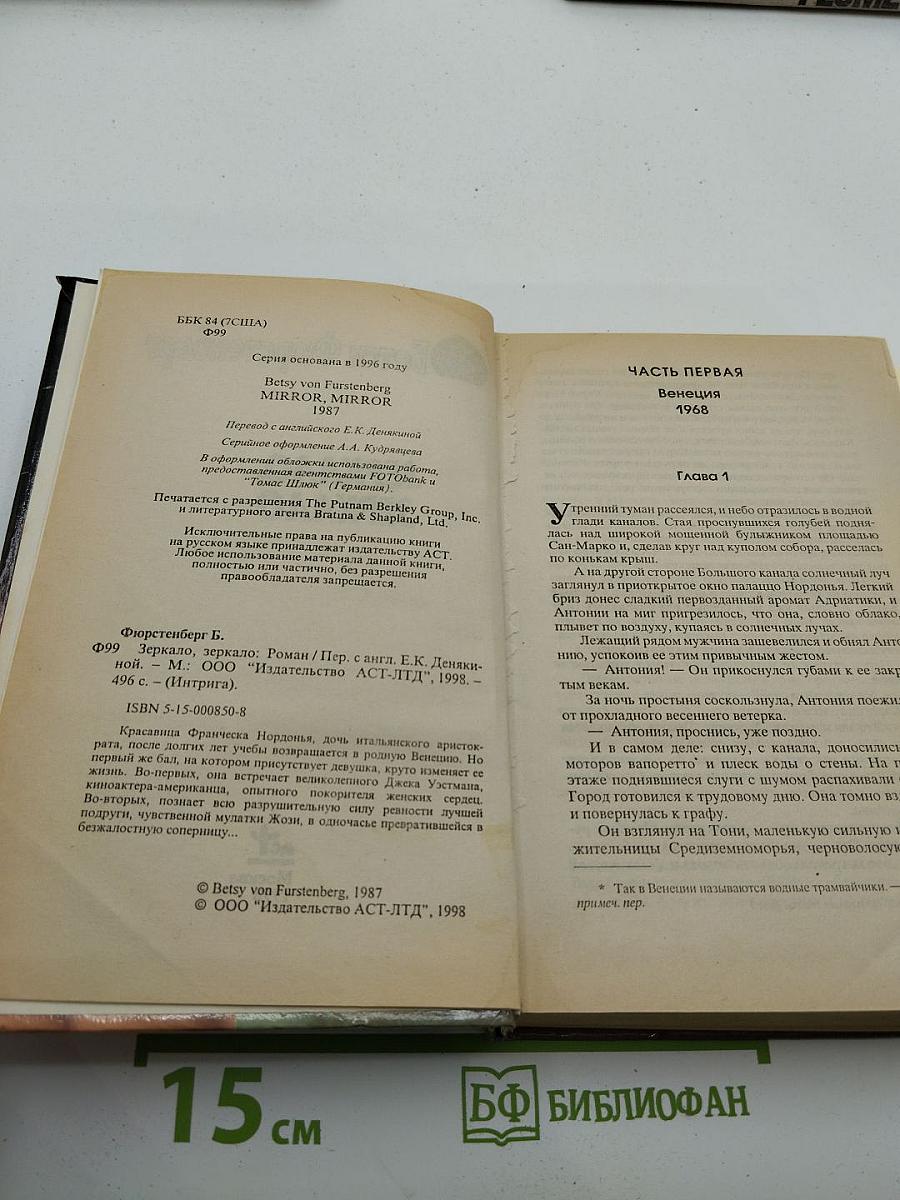 ББК 84 (7США)
Ф99
Серия основана в 1996 году
Betsy von Furstenberg
MIRROR, MIRROR
1987
Перевод с английского Е.К. Денякиной
Серийное оформление А.А. Кудрявцева
В оформлении обложки использована работа,
предоставленная агентствами FOTObank и
"Томас Шлюк" (Германия).
Печатается с разрешения The Putnam Berkley Group, Inc.
и литературного агента Bratina & Shapland, Ltd.
Исключительные права на публикацию книги
на русском языке принадлежат издательству АСТ.
Любое использование материала данной книги,
полностью или частично, без разрешения
правообладателя запрещается.
Фюрстенберг Б.
Ф99 Зеркало, зеркало: Роман / Пер. с англ. Е.К. Деняки-
ной. – М.: ООО "Издательство АСТ-ЛТД", 1998. –
496 с. – (Интрига).
ISBN 5-15-000850-8
Красавица Франческа Нордонья, дочь итальянского аристок-
рата, после долгих лет учебы возвращается в родную Венецию. Но
первый же бал, на котором присутствует девушка, круто изменяет ее
жизнь. Во-первых, она встречает великолепного Джека Уэстмана,
киноактера-американца, опытного покорителя женских сердец.
Во-вторых, познает всю разрушительную силу ревности лучшей
подруги, чувственной мулатки Жози, в одночасье превратившейся в
безжалостную соперницу...
© Betsy von Furstenberg, 1987
© ООО "Издательство АСТ-ЛТД", 1998
ЧАСТЬ ПЕРВАЯ
Венеция
1968
Глава 1
Утренний туман рассеялся, и небо отразилось в водной
глади каналов. Стая проснувшихся голубей подня-
лась над широкой мощенной булыжником площадью
Сан-Марко и, сделав круг над куполом собора, расселась
по конькам крыш.
А на другой стороне Большого канала солнечный луч
заглянул в приоткрытое окно палаццо Нордонья. Легкий
бриз донес сладкий первозданный аромат Адриатики, и
Антонии на миг пригрезилось, что она, словно облако,
плывет по воздуху, купаясь в солнечных лучах.
Лежащий рядом мужчина зашевелился и обнял Анто-
нию, успокоив ее этим привычным жестом.
— Антония! — Он прикоснулся губами к ее закр
тым векам.
За ночь простыня соскользнула, Антония поежил
от прохладного весеннего ветерка.
— Антония, проснись, уже поздно.
И в самом деле: снизу, с канала, доносились
моторов вапоретто* и плеск воды о стены. На п
этаже поднявшиеся слуги с шумом распахивали
Город готовился к трудовому дню. Она томно вз
и повернулась к графу.
Он взглянул на Тони, маленькую сильную
жительницы Средиземноморья, черноволосую
* Так в Венеции называются водные трамвайчики. —
примеч. пер.
15 см
БФ БИБЛИОФАН